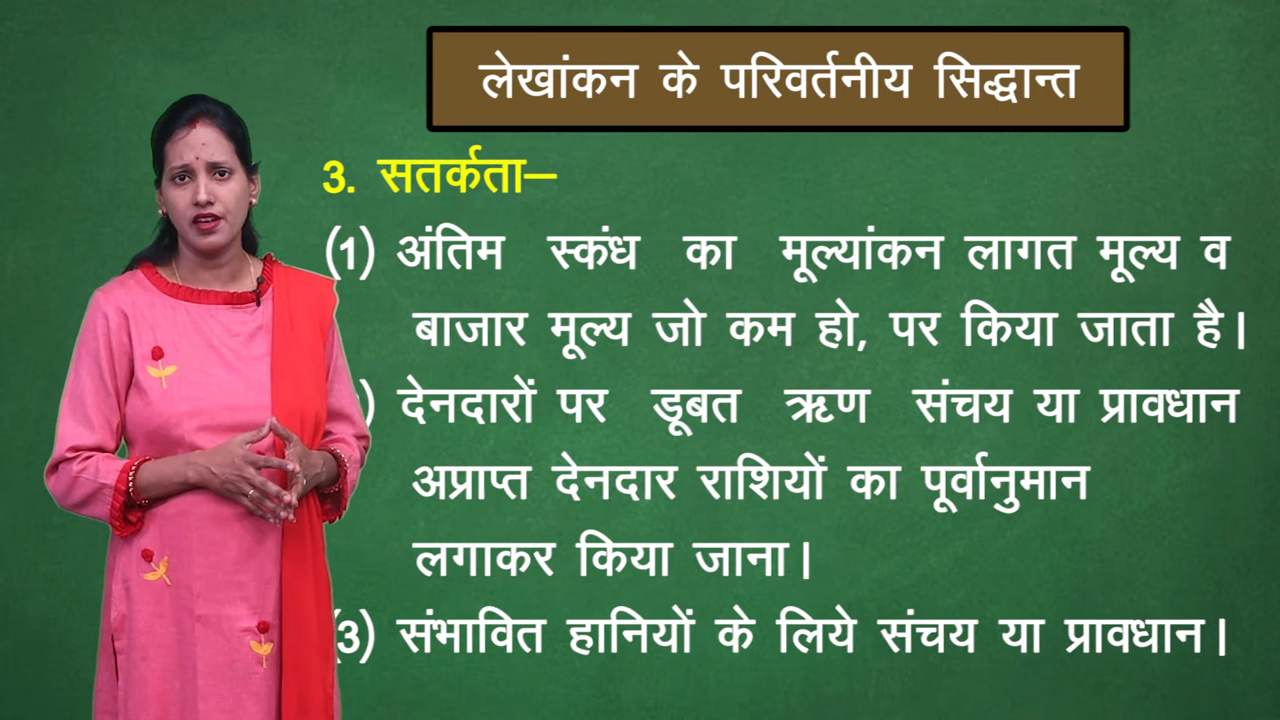 लेखांकन के परिवर्तनीय सिद्धान्त
3. सतर्कता–
(1) अंतिम स्कंध का मूल्यांकन लागत मूल्य व
बाजार मूल्य जो कम हो, पर किया जाता है।
) देनदारों पर डूबत ऋण संचय या प्रावधान
अप्राप्त देनदार राशियों का पूर्वानुमान
लगाकर किया जाना।
(3) संभावित हानियों के लिये संचय या प्रावधान।